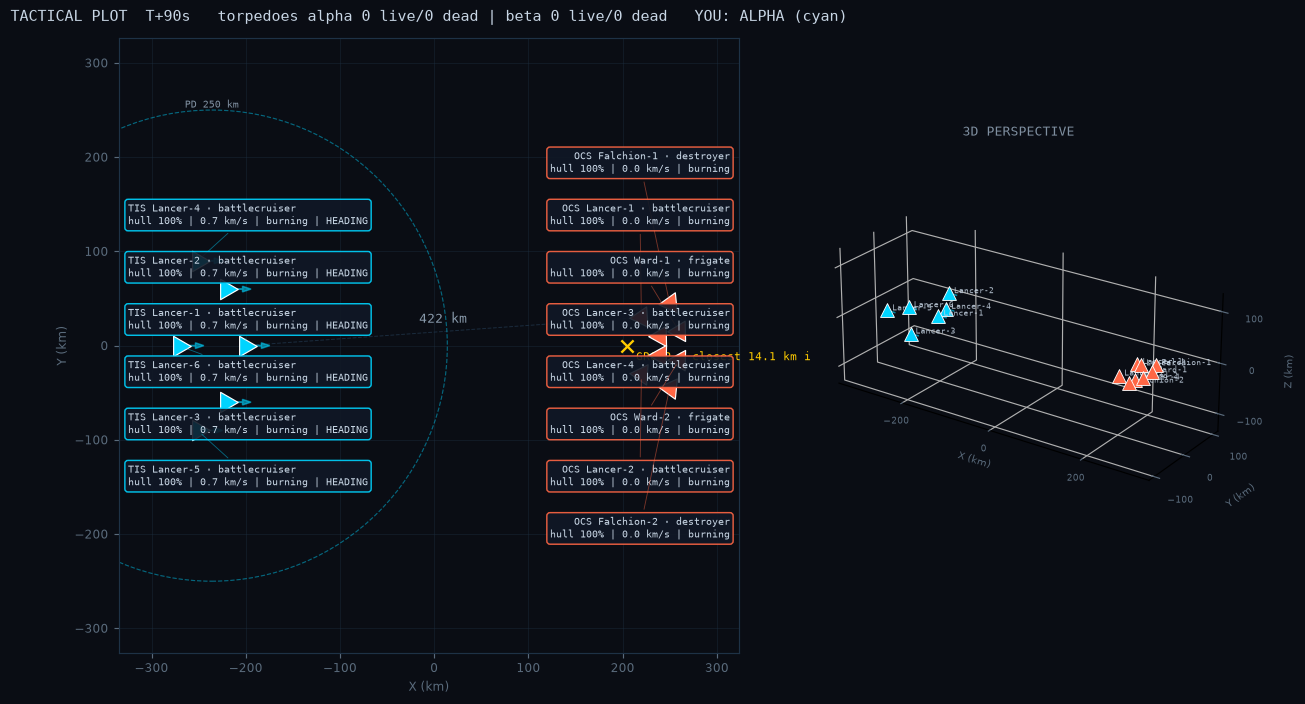 TACTICAL PLOT  T+90s   torpedoes alpha 0 live/0 dead | beta 0 live/0 dead   YOU: ALPHA (cyan)
PD 250 km
300
200
100
0
−100
−200
−300
Y (km)
−300
−200
−100
0
100
200
300
X (km)
TIS Lancer-4 · battlecruiser
hull 100% | 0.7 km/s | burning | HEADING
TIS Lancer-2 · battlecruiser
hull 100% | 0.7 km/s | burning | HEADING
TIS Lancer-1 · battlecruiser
hull 100% | 0.7 km/s | burning | HEADING
TIS Lancer-6 · battlecruiser
hull 100% | 0.7 km/s | burning | HEADING
TIS Lancer-3 · battlecruiser
hull 100% | 0.7 km/s | burning | HEADING
TIS Lancer-5 · battlecruiser
hull 100% | 0.7 km/s | burning | HEADING
422 km
OCS Falchion-1 · destroyer
hull 100% | 0.0 km/s | burning
OCS Lancer-1 · battlecruiser
hull 100% | 0.0 km/s | burning
OCS Ward-1 · frigate
hull 100% | 0.0 km/s | burning
OCS Lancer-3 · battlecruiser
hull 100% | 0.0 km/s | burning
closest 14.1 km i
OCS Lancer-4 · battlecruiser
hull 100% | 0.0 km/s | burning
OCS Ward-2 · frigate
hull 100% | 0.0 km/s | burning
OCS Lancer-2 · battlecruiser
hull 100% | 0.0 km/s | burning
OCS Falchion-2 · destroyer
hull 100% | 0.0 km/s | burning
3D PERSPECTIVE
Lancer-2
Lancer-4
Lancer-3
−200
0
200
X (km)
−100
0
100
Y (km)
100
0
−100
Z (km)